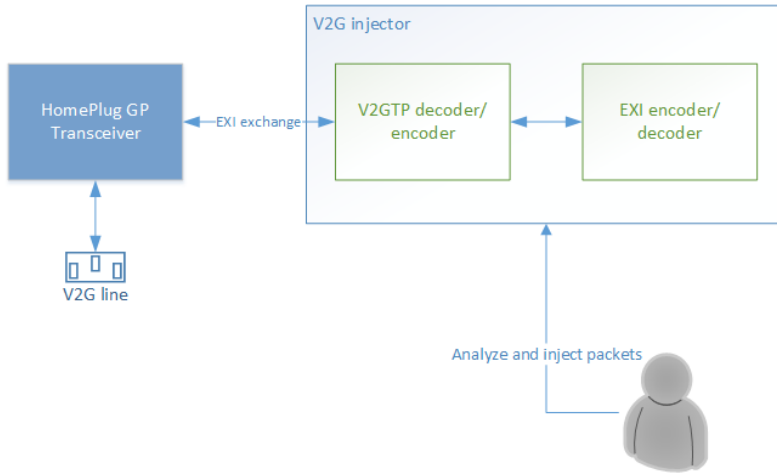 V2G injector
HomePlug GP
Transceiver
EXI exchange
V2GTP decoder/
encoder
EXI encoder/
decoder
V2G line
Analyze and inject packets